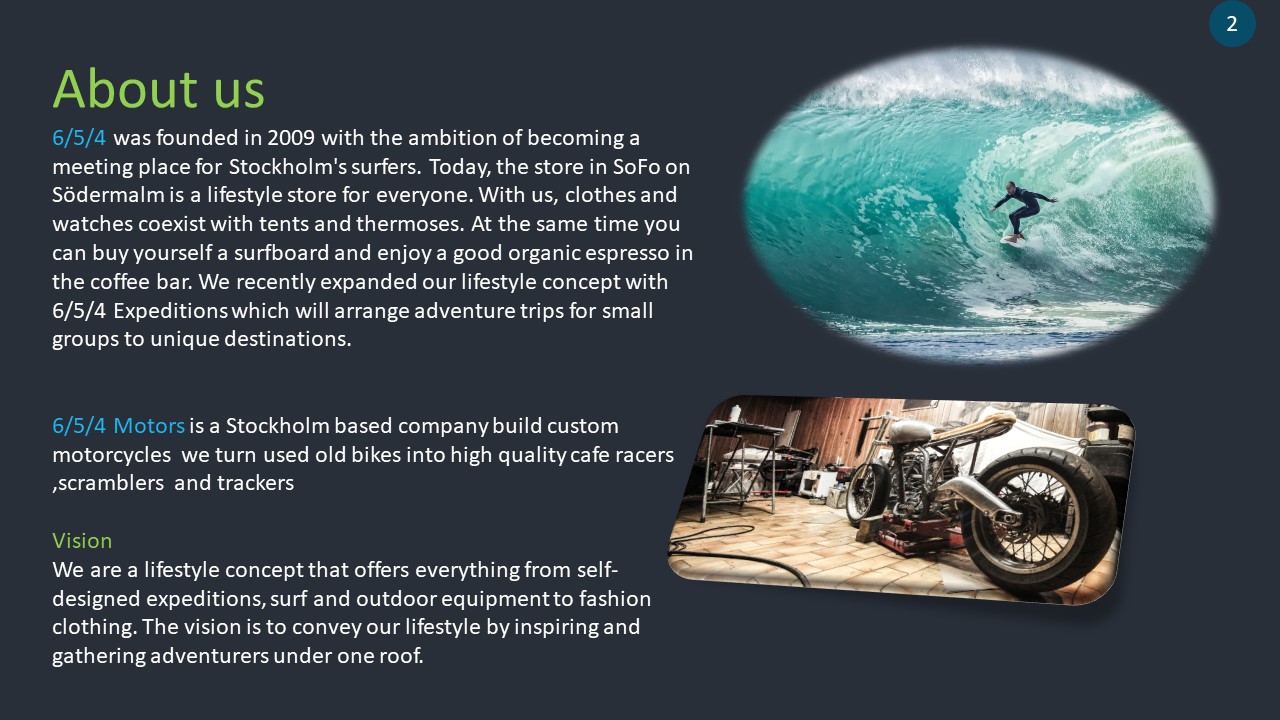 2
About us
6/5/4 was founded in 2009 with the ambition of becoming a
meeting place for Stockholm's surfers. Today, the store in SoFo on
Södermalm is a lifestyle store for everyone. With us, clothes and
watches coexist with tents and thermoses. At the same time you
can buy yourself a surfboard and enjoy a good organic espresso in
the coffee bar. We recently expanded our lifestyle concept with
6/5/4 Expeditions which will arrange adventure trips for small
groups to unique destinations.
6/5/4 Motors is a Stockholm based company build custom
motorcycles  we turn used old bikes into high quality cafe racers
,scramblers  and trackers
Vision
We are a lifestyle concept that offers everything from self-
designed expeditions, surf and outdoor equipment to fashion
clothing. The vision is to convey our lifestyle by inspiring and
gathering adventurers under one roof.